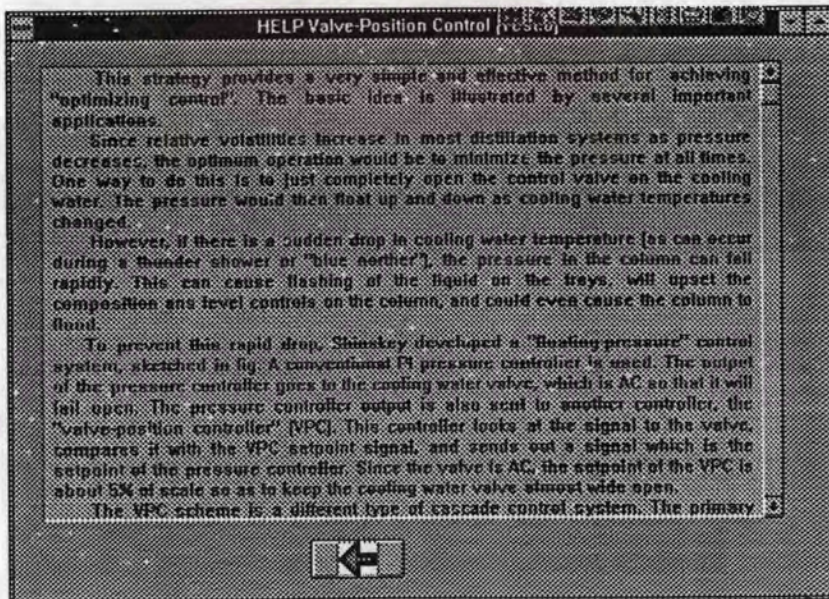 HELP Valve-Position Control
This strategy provides a very simple and effective method for achieving
"optimizing control". The basic idea is illustrated by several important
applications.
Since relative volatilities increase in most distillation systems as pressure
decreases, the optimum operation would be to minimize the pressure at all times.
One way to do this is to just completely open the control valve on the cooling
water. The pressure would then float up and down as cooling water temperatures
changed.
However, if there is a sudden drop in cooling water temperature [as can occur
during a thunder shower or "blue norther"], the pressure in the column can fall
rapidly. This can cause flashing of the liquid on the trays, will upset the
composition ans level controls on the column, and could even cause the column to
flood.
To prevent this rapid drop, Shinskey developed a "floating-pressure" control
system, sketched in fig. A conventional PI pressure controller is used. The output
of the pressure controller goes to the cooling water valve, which is AC so that it will
fail open. The pressure controller output is also sent to another controller, the
"valve-position controller" [VPC]. This controller looks at the signal to the valve,
compares it with the VPC setpoint signal, and sends out a signal which is the
setpoint of the pressure controller. Since the valve is AC, the setpoint of the VPC is
about 5% of scale so as to keep the cooling water valve almost wide open.
The VPC scheme is a different type of cascade control system. The primary